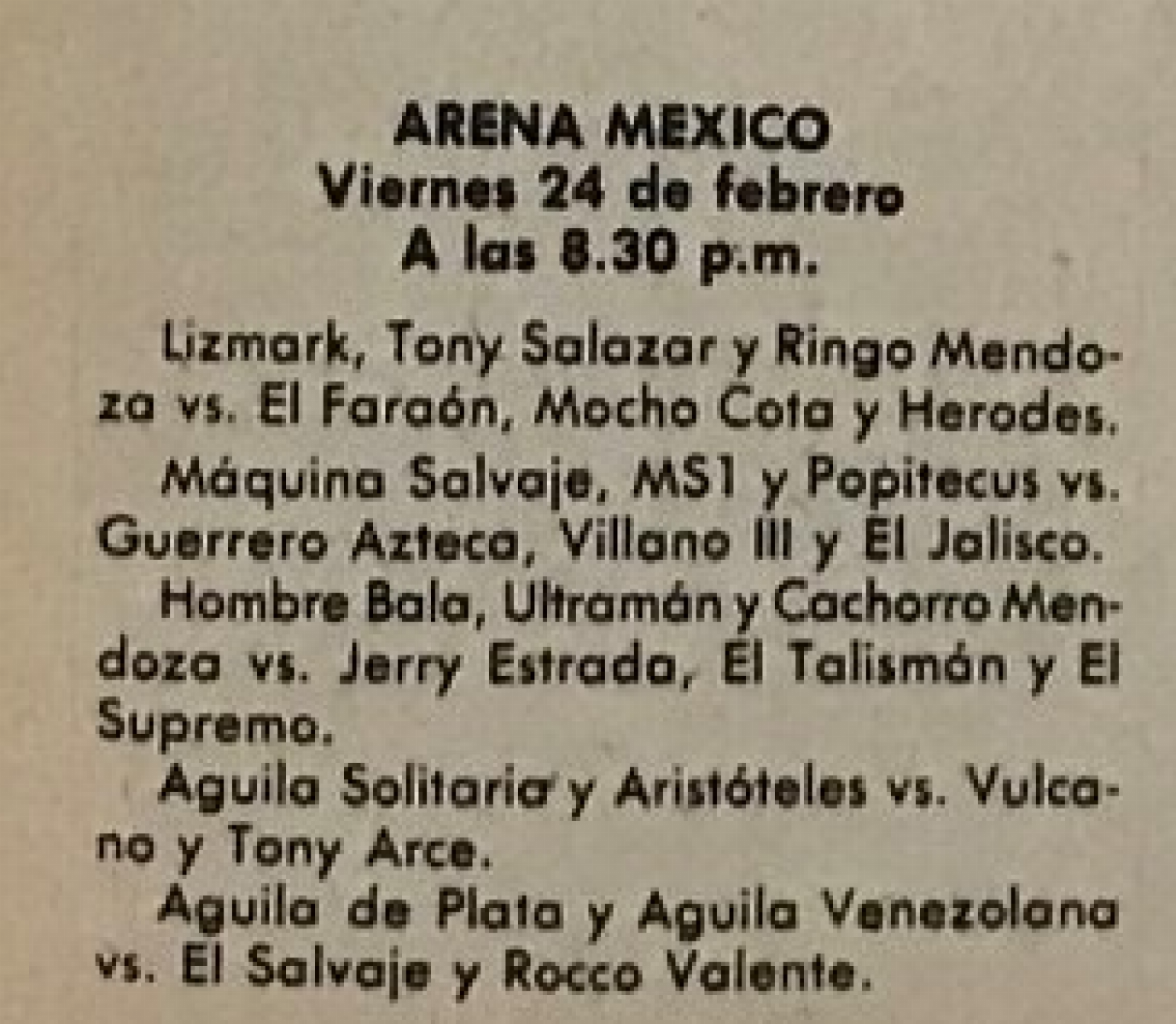 ARENA MEXICO
Viernes 24 de febrero
A las 8.30 p.m.
Lizmark, Tony Salazar y Ringo Mendo-
za vs. El Faraón, Mocho Cota y Herodes.
Máquina Salvaje, MS1 y Popitecus vs.
Guerrero Azteca, Villano III y El Jalisco.
Hombre Bala, Ultramán y Cachorro Men-
doza vs. Jerry Estrada, El Talismán y El
Supremo.
Aguila Solitaria y Aristóteles vs. Vulca-
no y Tony Arce.
Aguila de Plata y Aguila Venezolana
vs. El Salvaje y Rocco Valente.